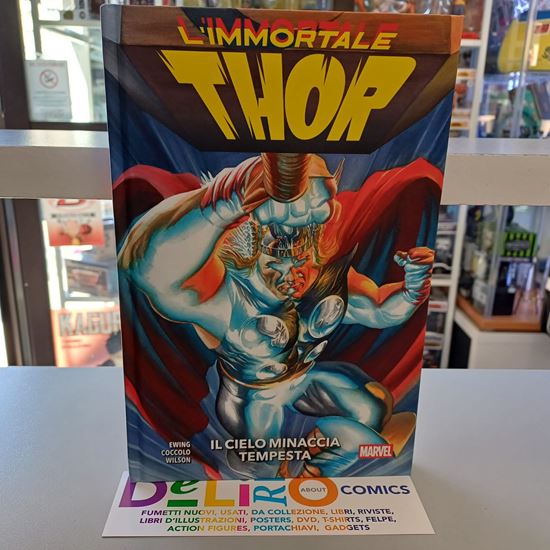 L'IMMORTALE
THOR
KAGUR
EWING
COCCOLO
WILSON
IL CIELO MINACCIA
TEMPESTA
MARVEL
DeLiRO ABOUT COMICS
FUMETTI NUOVI, USATI, DA COLLEZIONE, LIBRI, RIVISTE,
LIBRI D'ILLUSTRAZIONI, POSTERS, DVD, T-SHIRTS, FELPE,
ACTION FIGURES, PORTACHIAVI, GADGETS